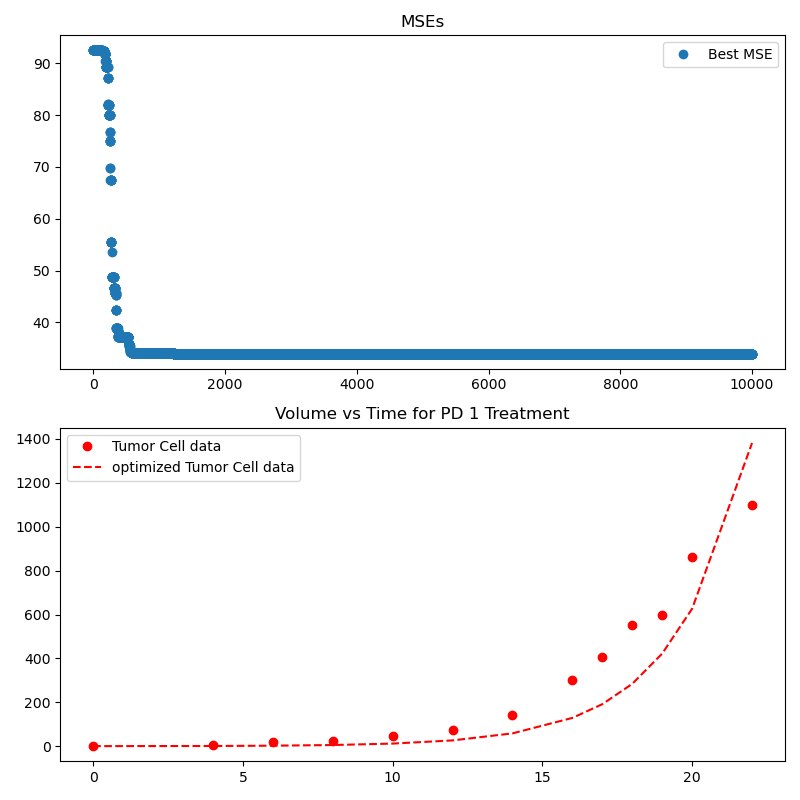 MSEs
Best MSE
90
80
70
60
50
40
0 2000 4000 6000 8000 10000
Volume vs Time for PD 1 Treatment
Tumor Cell data
optimized Tumor Cell data
1400
1200
1000
800
600
400
200
0
0 5 10 15 20